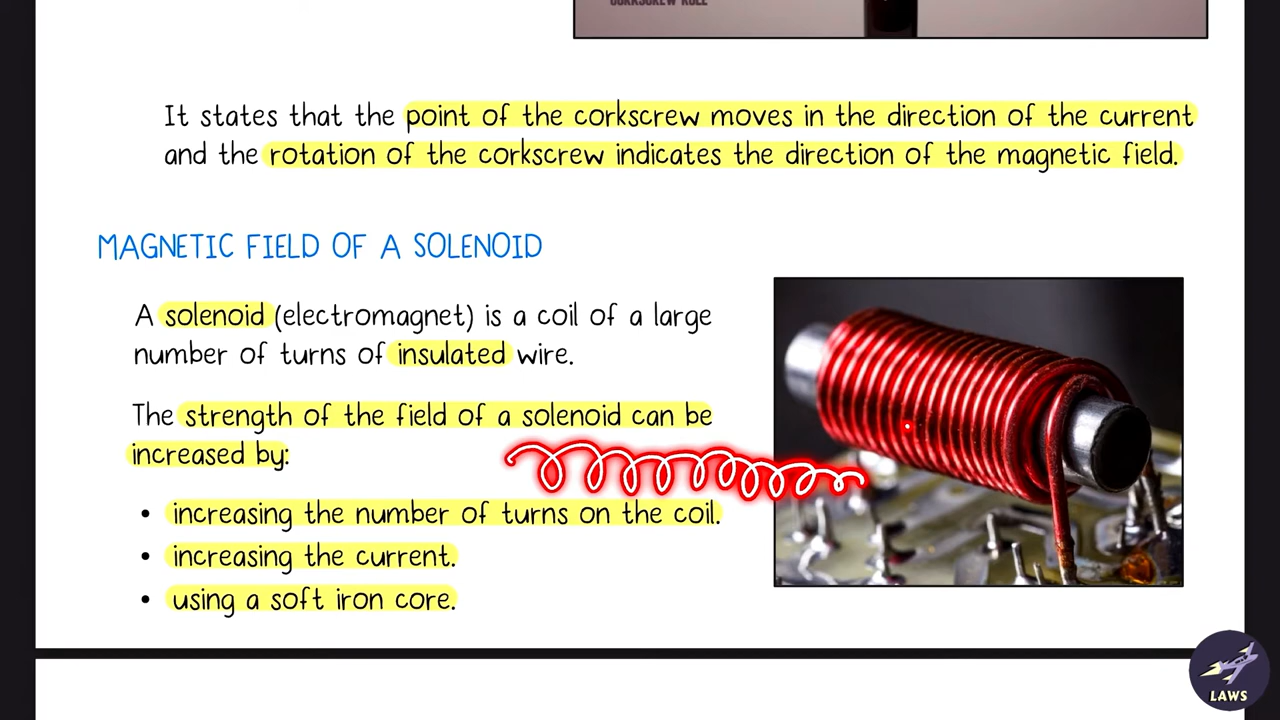 CORKSCREW RULE
It states that the point of the corkscrew moves in the direction of the current
and the rotation of the corkscrew indicates the direction of the magnetic field.
MAGNETIC FIELD OF A SOLENOID
A solenoid (electromagnet) is a coil of a large
number of turns of insulated wire.
The strength of the field of a solenoid can be
increased by:
• increasing the number of turns on the coil.
• increasing the current.
• using a soft iron core.
LAWS